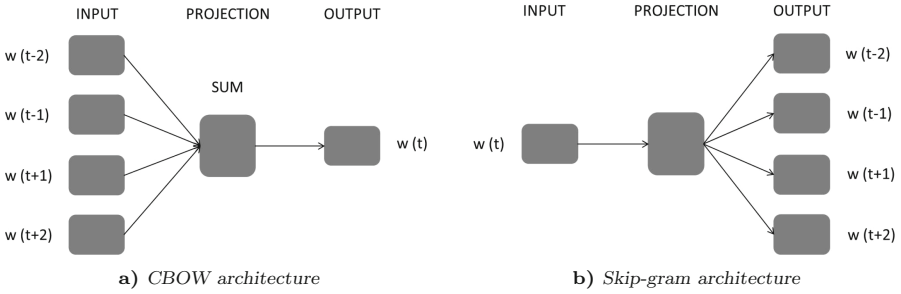 INPUT PROJECTION OUTPUT
w (t-2)
w (t-1)
SUM
w (t+1)
w (t+2)
w (t)
a) CBOW architecture
INPUT PROJECTION OUTPUT
w (t)
w (t-2)
w (t-1)
w (t+1)
w (t+2)
b) Skip-gram architecture